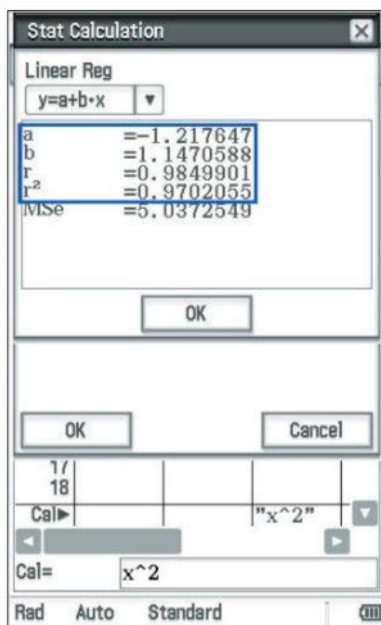 Stat Calculation
Linear Reg
y=a+b•x
a =-1.217647
b =1.1470588
r =0.9849901
r² =0.9702055
MSe =5.0372549
OK
OK Cancel
17
18
Cal▶ "x^2"
Cal= x^2
Rad Auto Standard